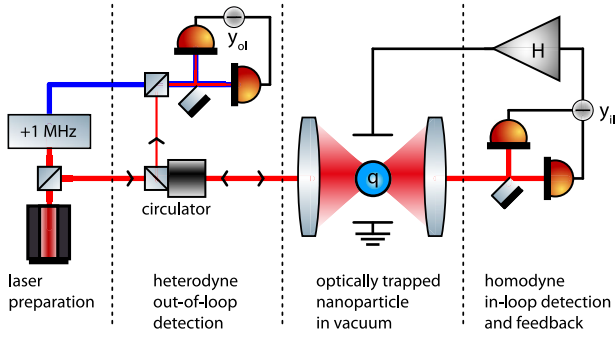 y_ol
H
y_il
+1 MHz
q
circulator
laser
preparation
heterodyne
out-of-loop
detection
optically trapped
nanoparticle
in vacuum
homodyne
in-loop detection
and feedback